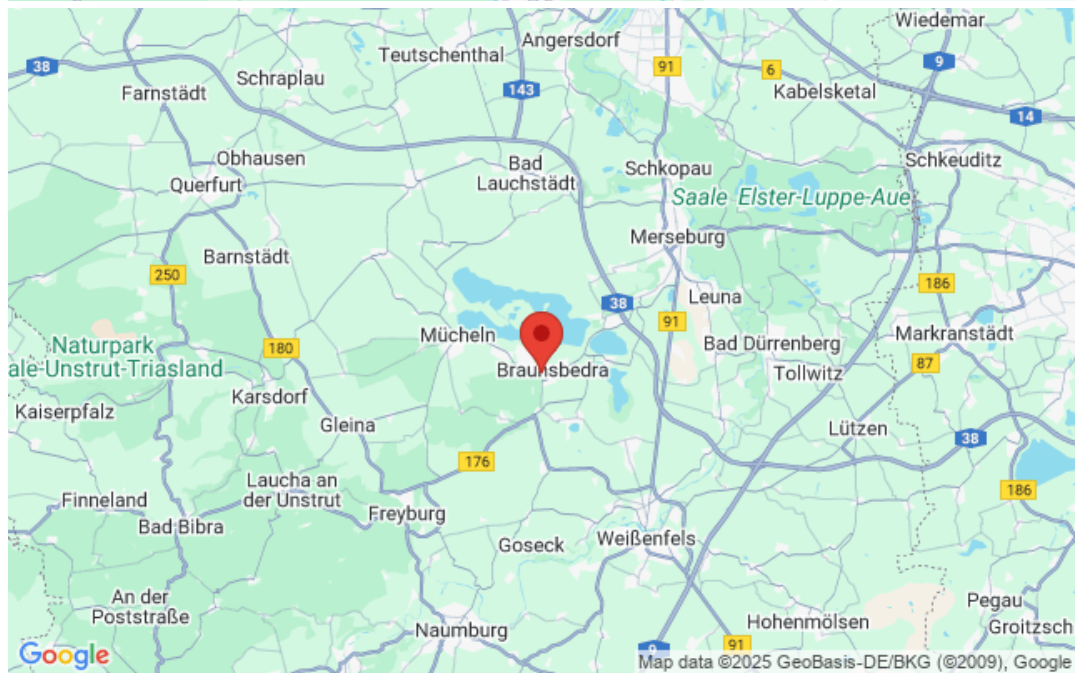 Wiedemar
Angersdorf
Teutschenthal
38
91
6
9
Schraplau
143
Kabelsketal
Farnstädt
14
Obhausen
Bad
Lauchstädt
Schkopau
Schkeuditz
Querfurt
Saale Elster-Luppe-Aue
Merseburg
Barnstädt
250
186
38
Leuna
91
Mücheln
Markranstädt
Naturpark
ale-Unstrut-Triasland
180
Bad Dürrenberg
87
Braunsbedra
Tollwitz
Karsdorf
Kaiserpfalz
Gleina
Lützen
38
176
Laucha an
der Unstrut
186
Finneland
Freyburg
Bad Bibra
Goseck
Weißenfels
An der
Poststraße
Pegau
Hohenmölsen
Naumburg
Groitzsch
91
9
Google
Map data ©2025 GeoBasis-DE/BKG (©2009), Google